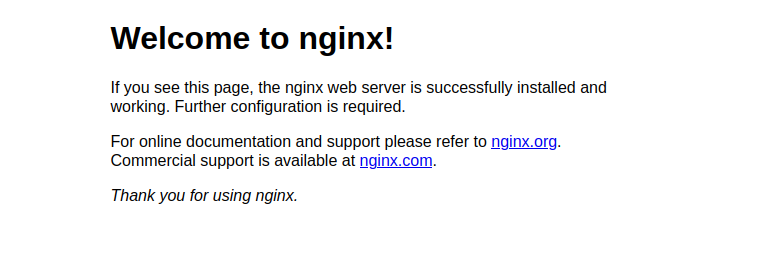 Welcome to nginx!
If you see this page, the nginx web server is successfully installed and
working. Further configuration is required.
For online documentation and support please refer to nginx.org.
Commercial support is available at nginx.com.
Thank you for using nginx.